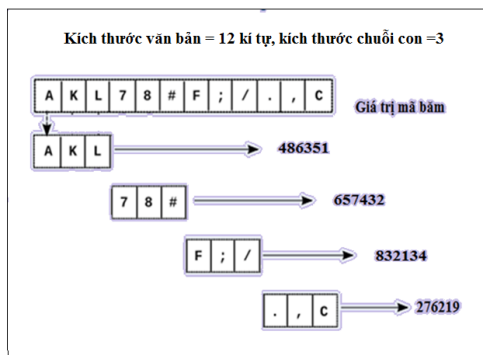 Kích thước văn bản = 12 kí tự, kích thước chuỗi con =3
A K L 7 8 # F ; / . , C
Giá trị mã băm
A K L 486351
7 8 # 657432
F ; / 832134
. , C 276219